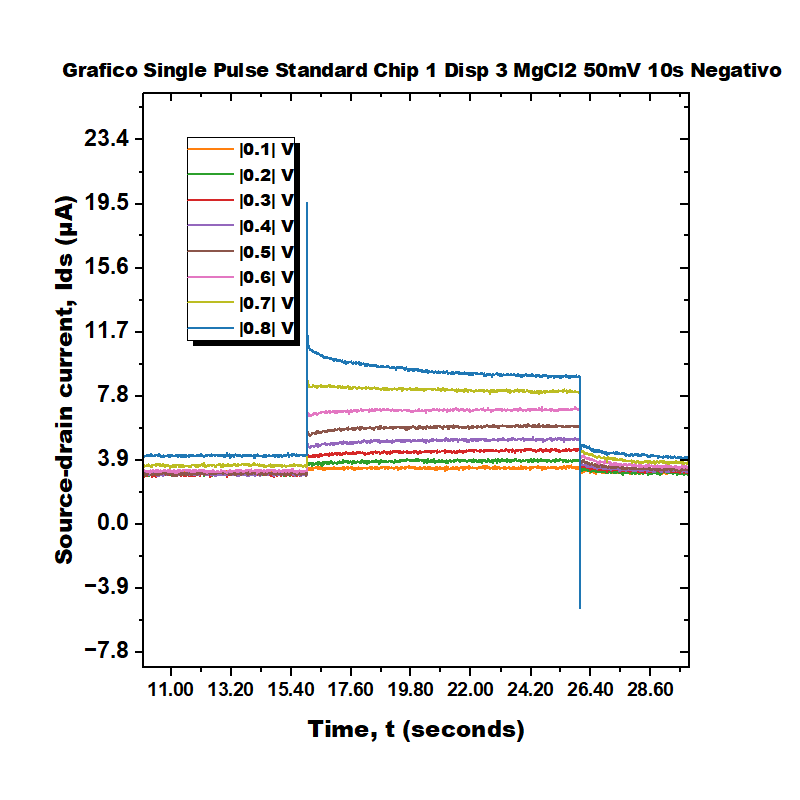 Grafico Single Pulse Standard Chip 1 Disp 3 MgCl2 50mV 10s Negativo
23.4
19.5
15.6
11.7
7.8
3.9
0.0
−3.9
−7.8
Source-drain current, Ids (µA)
|0.1| V
|0.2| V
|0.3| V
|0.4| V
|0.5| V
|0.6| V
|0.7| V
|0.8| V
11.00 13.20 15.40 17.60 19.80 22.00 24.20 26.40 28.60
Time, t (seconds)